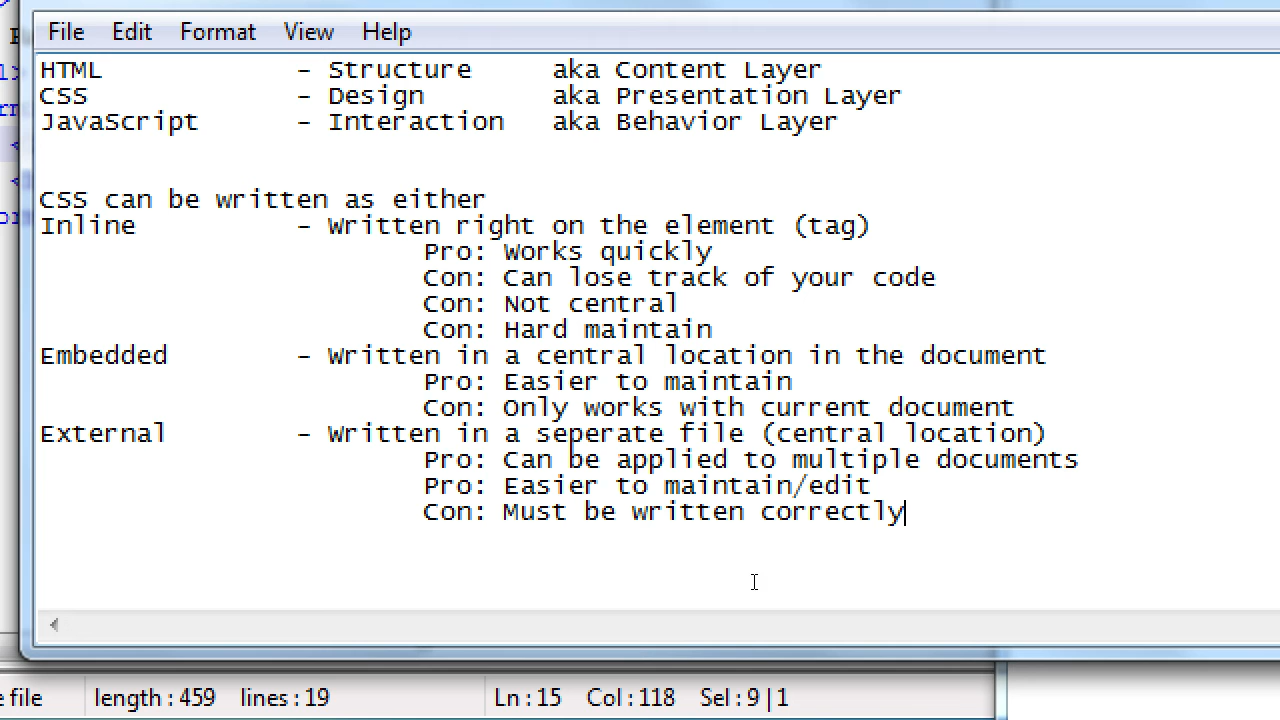 File Edit Format View Help
HTML - Structure aka Content Layer
CSS - Design aka Presentation Layer
JavaScript - Interaction aka Behavior Layer
CSS can be written as either
Inline - Written right on the element (tag)
Pro: Works quickly
Con: Can lose track of your code
Con: Not central
Con: Hard maintain
Embedded - Written in a central location in the document
Pro: Easier to maintain
Con: Only works with current document
External - Written in a seperate file (central location)
Pro: Can be applied to multiple documents
Pro: Easier to maintain/edit
Con: Must be written correctly
file length : 459 lines : 19 Ln : 15 Col : 118 Sel : 9 | 1